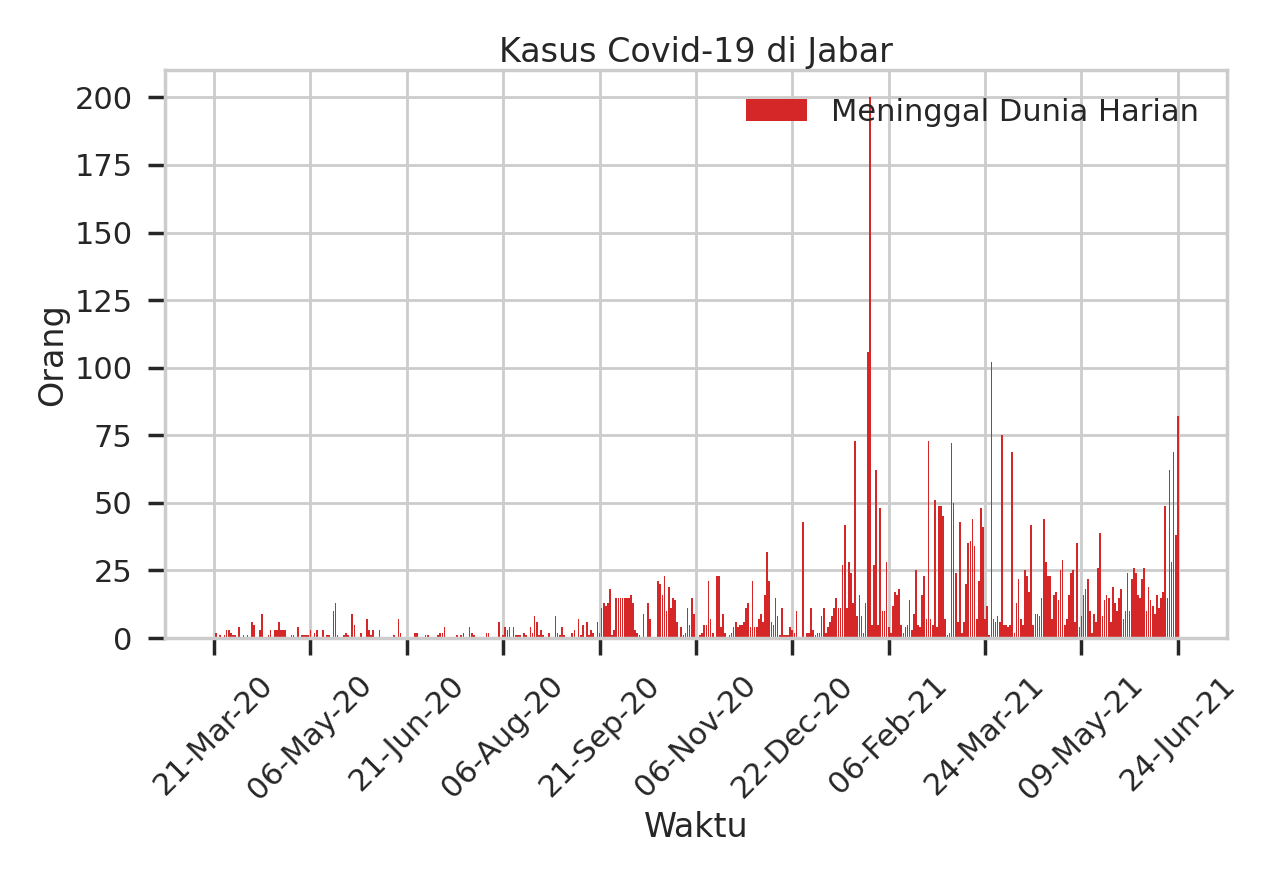 Kasus Covid-19 di Jabar
Meninggal Dunia Harian
Orang
200
175
150
125
100
75
50
25
0
21-Mar-20
06-May-20
21-Jun-20
06-Aug-20
21-Sep-20
06-Nov-20
22-Dec-20
06-Feb-21
24-Mar-21
09-May-21
24-Jun-21
Waktu